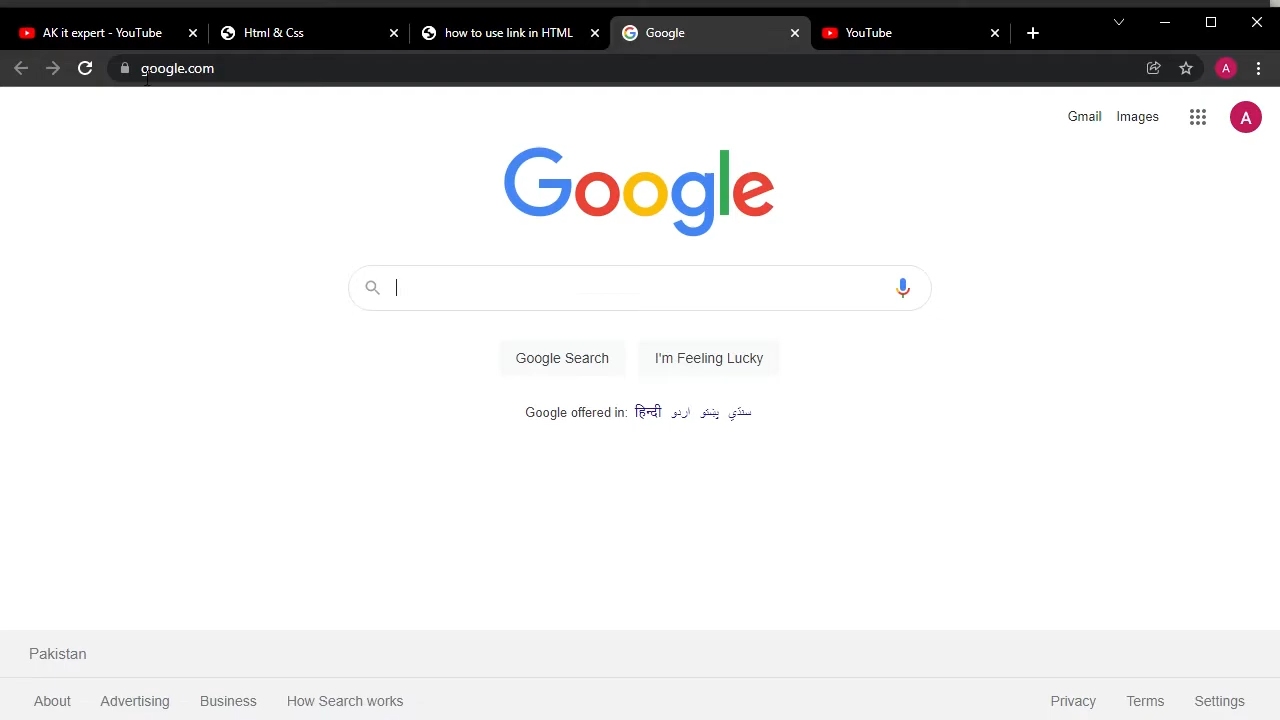 AK it expert - YouTube
Html & Css
how to use link in HTML
Google
YouTube
google.com
A
Gmail
Images
A
Google
Google Search
I'm Feeling Lucky
Google offered in: हिन्दी اردو پښتو سنڌي
Pakistan
About
Advertising
Business
How Search works
Privacy
Terms
Settings